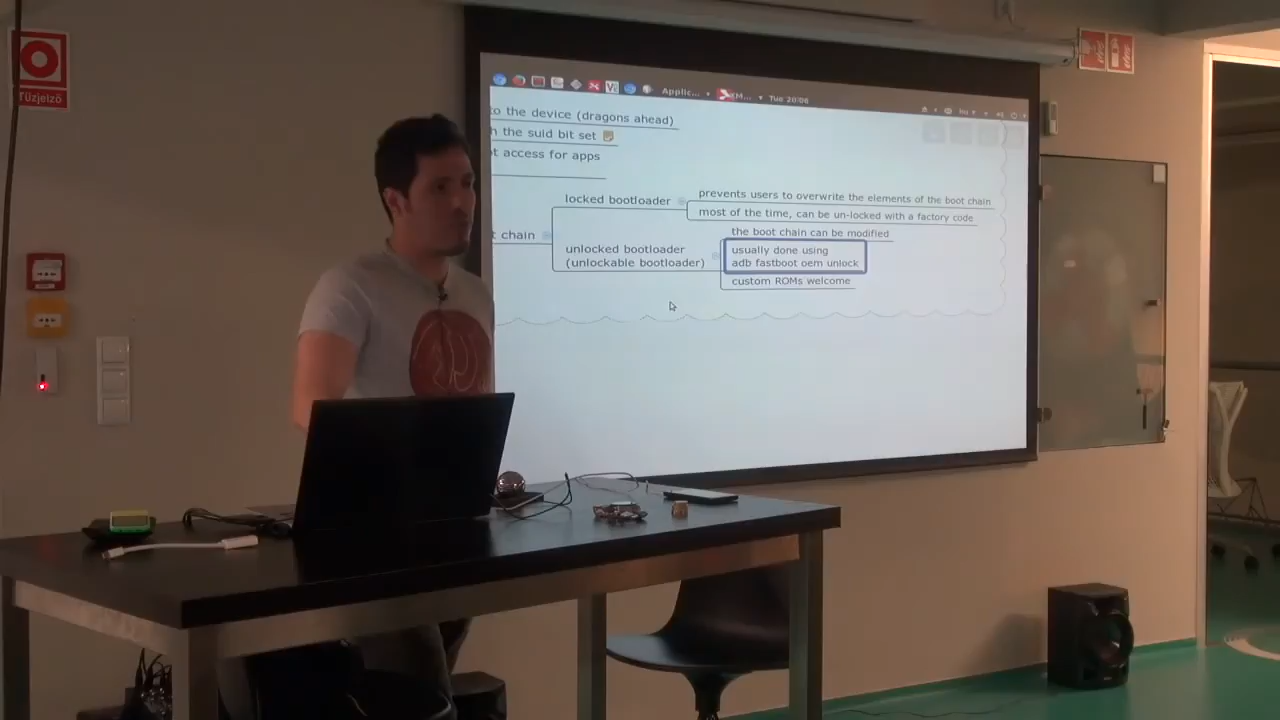 Tűzjelző
Applic...
Tue 20:06
to the device (dragons ahead)
h the suid bit set
t access for apps
locked bootloader
prevents users to overwrite the elements of the boot chain
most of the time, can be un-locked with a factory code
t chain
the boot chain can be modified
unlocked bootloader
(unlockable bootloader)
usually done using
adb fastboot oem unlock
custom ROMs welcome